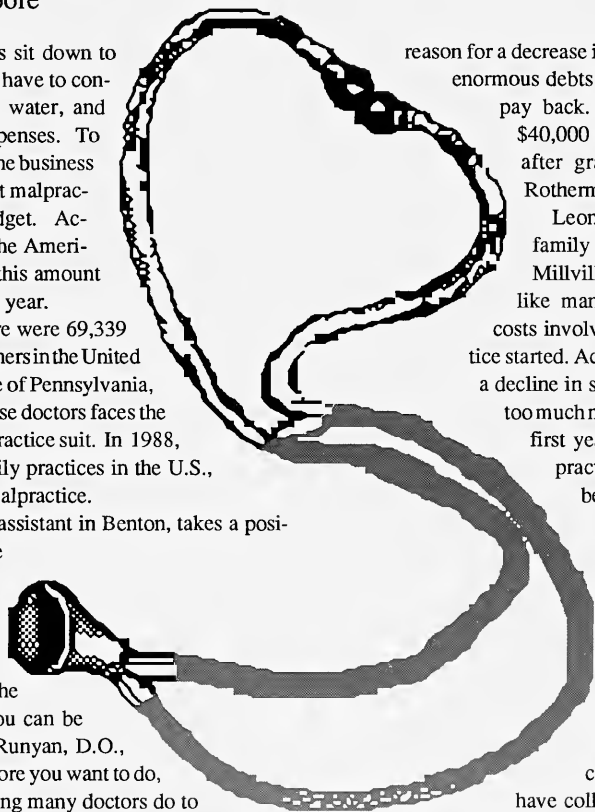 s sit down to
have to con-
water, and
penses. To
he business
t malprac-
dget. Ac-
he Ameri-
this amount
year.
re were 69,339
ners in the United
e of Pennsylvania,
se doctors faces the
ractice suit. In 1988,
ily practices in the U.S.,
alpractice.
assistant in Benton, takes a posi-
e
he
ou can be
Runyan, D.O.,
ore you want to do,
ng many doctors do to
reason for a decrease i
enormous debts
pay back.
$40,000
after gra
Rotherm
Leon
family
Millvill
like man
costs involv
tice started. Ac
a decline in s
too much n
first yea
pract
be
c
have coll